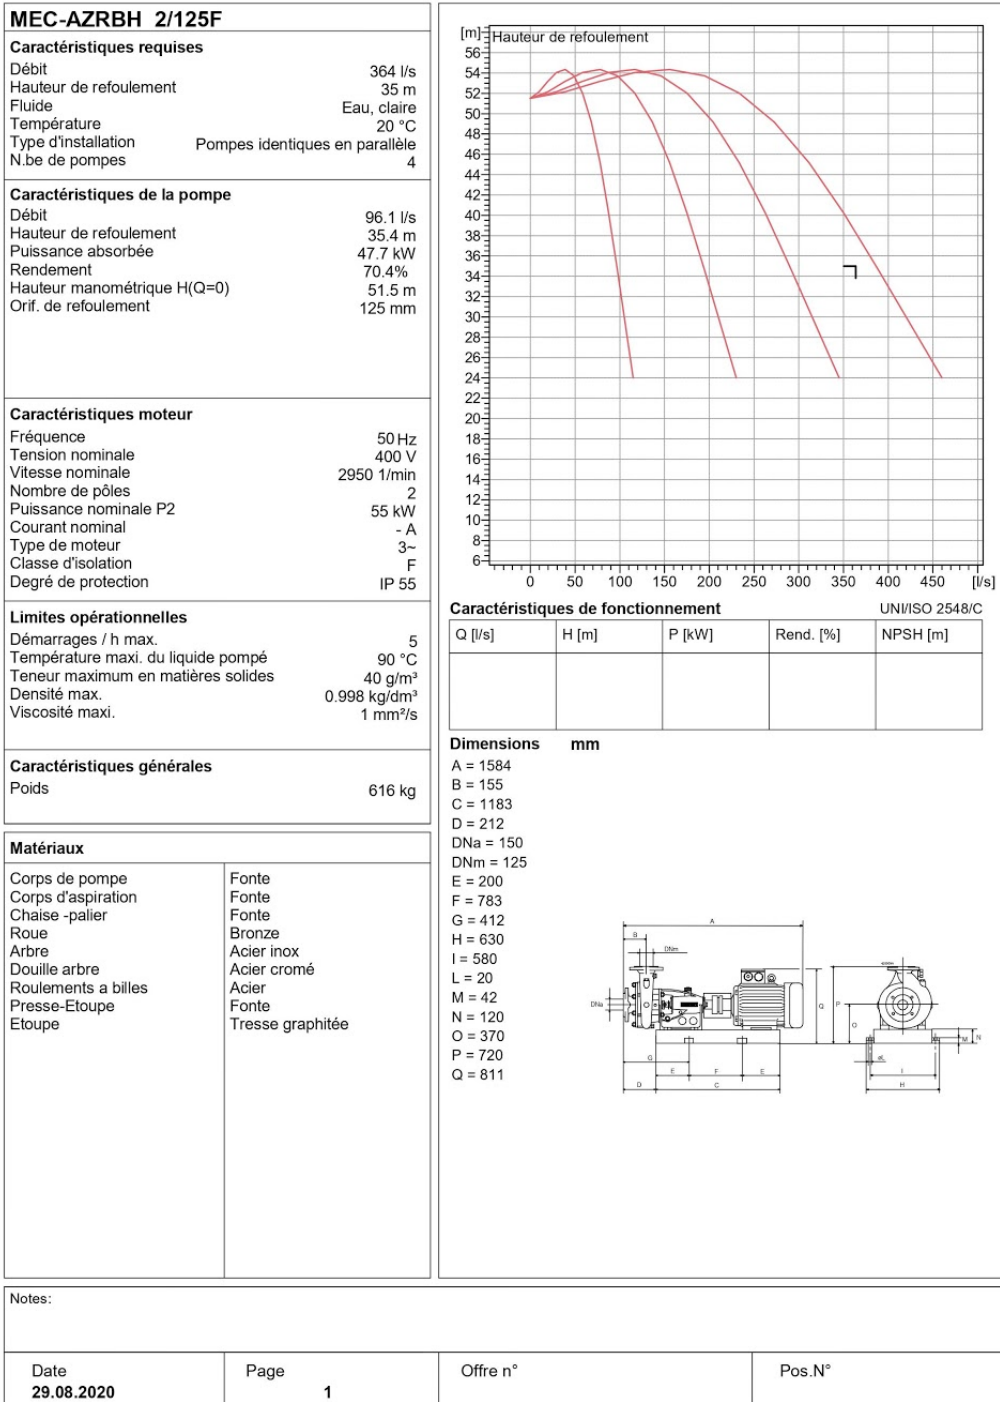 MEC-AZRBH 2/125F
Caractéristiques requises
Débit 364 l/s
Hauteur de refoulement 35 m
Fluide Eau, claire
Température 20 °C
Type d'installation Pompes identiques en parallèle
N.be de pompes 4
Caractéristiques de la pompe
Débit 96.1 l/s
Hauteur de refoulement 35.4 m
Puissance absorbée 47.7 kW
Rendement 70.4%
Hauteur manométrique H(Q=0) 51.5 m
Orif. de refoulement 125 mm
Caractéristiques moteur
Fréquence 50 Hz
Tension nominale 400 V
Vitesse nominale 2950 1/min
Nombre de pôles 2
Puissance nominale P2 55 kW
Courant nominal - A
Type de moteur 3~
Classe d'isolation F
Degré de protection IP 55
Limites opérationnelles
Démarrages / h max. 5
Température maxi. du liquide pompé 90 °C
Teneur maximum en matières solides 40 g/m³
Densité max. 0.998 kg/dm³
Viscosité maxi. 1 mm²/s
Caractéristiques générales
Poids 616 kg
Matériaux
Corps de pompe Fonte
Corps d'aspiration Fonte
Chaise -palier Fonte
Roue Bronze
Arbre Acier inox
Douille arbre Acier cromé
Roulements a billes Acier
Presse-Etoupe Fonte
Etoupe Tresse graphitée
[m] Hauteur de refoulement
56
54
52
50
48
46
44
42
40
38
36
34
32
30
28
26
24
22
20
18
16
14
12
10
8
6
0 50 100 150 200 250 300 350 400 450 [l/s]
Caractéristiques de fonctionnement UNI/ISO 2548/C
Q [l/s] H [m] P [kW] Rend. [%] NPSH [m]
Dimensions mm
A = 1584
B = 155
C = 1183
D = 212
DNa = 150
DNm = 125
E = 200
F = 783
G = 412
H = 630
I = 580
L = 20
M = 42
N = 120
O = 370
P = 720
Q = 811
A
B
DNm
DNa
Q
P
O
M N
G
E F E
D C
I
H
Notes:
Date Page Offre n° Pos.N°
29.08.2020 1